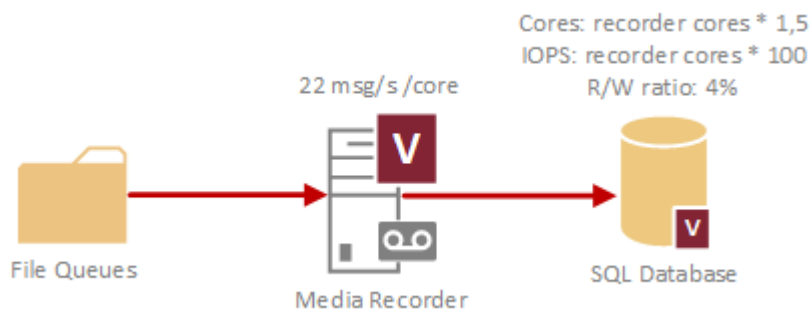 Cores: recorder cores * 1,5
IOPS: recorder cores * 100
R/W ratio: 4%
22 msg/s /core
V
V
File Queues
Media Recorder
SQL Database